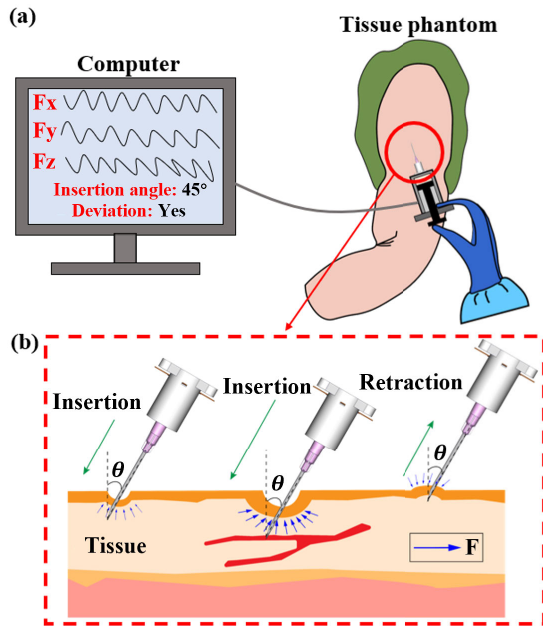 (a)
Tissue phantom
Computer
Fx
Fy
Fz
Insertion angle: 45°
Deviation: Yes
(b)
Insertion
Insertion
Retraction
θ
θ
θ
Tissue
F